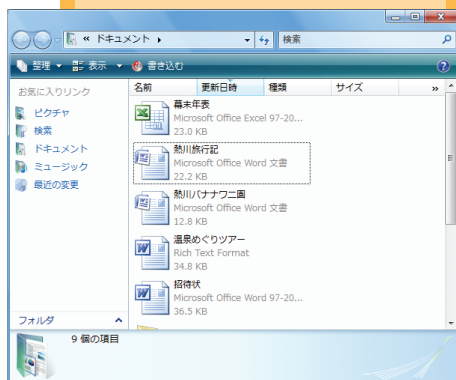 « ドキュメント
検索
整理 表示 書き込む
お気に入りリンク
ピクチャ
検索
ドキュメント
ミュージック
最近の変更
フォルダ
名前 更新日時 種類 サイズ »
幕末年表
Microsoft Office Excel 97-20...
23.0 KB
熱川旅行記
Microsoft Office Word 文書
22.2 KB
熱川バナナワニ園
Microsoft Office Word 文書
12.8 KB
温泉めぐりツアー
Rich Text Format
34.8 KB
招待状
Microsoft Office Word 97-20...
36.5 KB
9 個の項目